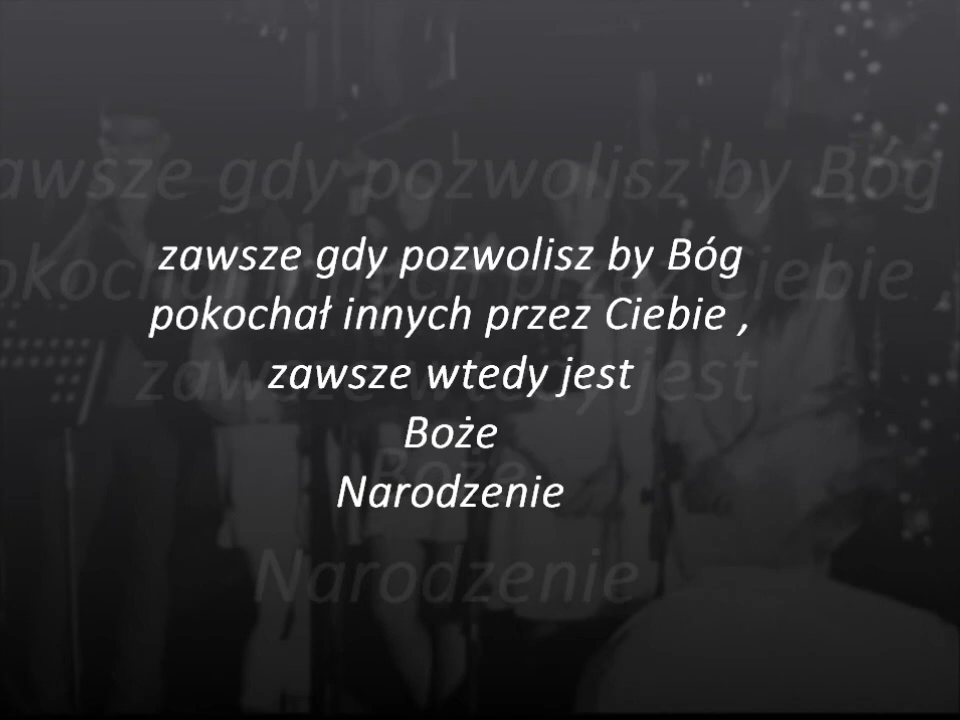 zawsze gdy pozwolisz by Bóg
pokochał innych przez Ciebie ,
zawsze wtedy jest
Boże
Narodzenie